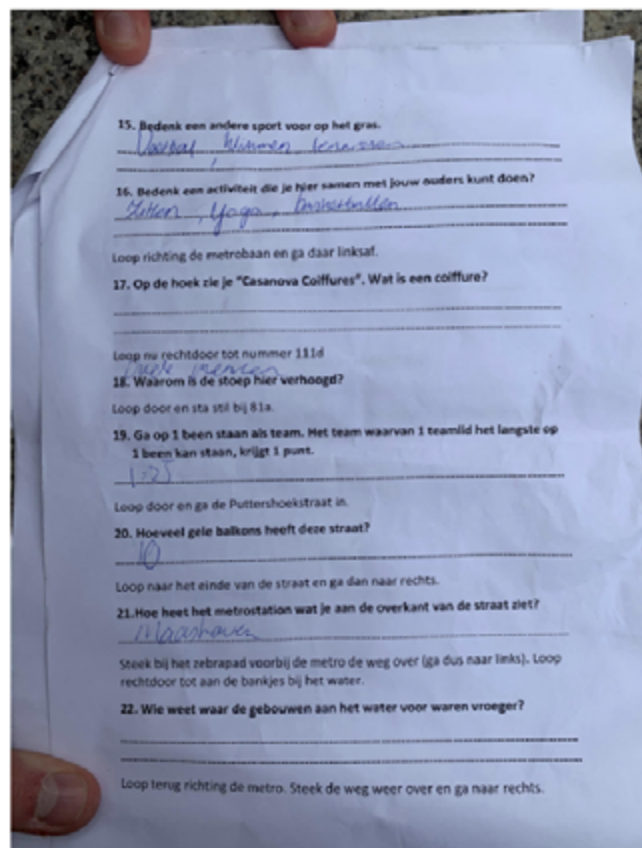 15. Bedenk een andere sport voor op het gras.
Voetbal, tennissen
16. Bedenk een activiteit die je hier samen met jouw ouders kunt doen?
Zitten, Yoga, basketballen
Loop richting de metrobaan en ga daar linksaf.
17. Op de hoek zie je "Casanova Coiffures". Wat is een coiffure?
Loop nu rechtdoor tot nummer 111d
Oude mensen
18. Waarom is de stoep hier verhoogd?
Loop door en sta stil bij 81a.
19. Ga op 1 been staan als team. Het team waarvan 1 teamlid het langste op
1 been kan staan, krijgt 1 punt.
1:25
Loop door en ga de Puttershoekstraat in.
20. Hoeveel gele balkons heeft deze straat?
10
Loop naar het einde van de straat en ga dan naar rechts.
21.Hoe heet het metrostation wat je aan de overkant van de straat ziet?
Maashaven
Steek bij het zebrapad voorbij de metro de weg over (ga dus naar links). Loop
rechtdoor tot aan de bankjes bij het water.
22. Wie weet waar de gebouwen aan het water voor waren vroeger?
Loop terug richting de metro. Steek de weg weer over en ga naar rechts.